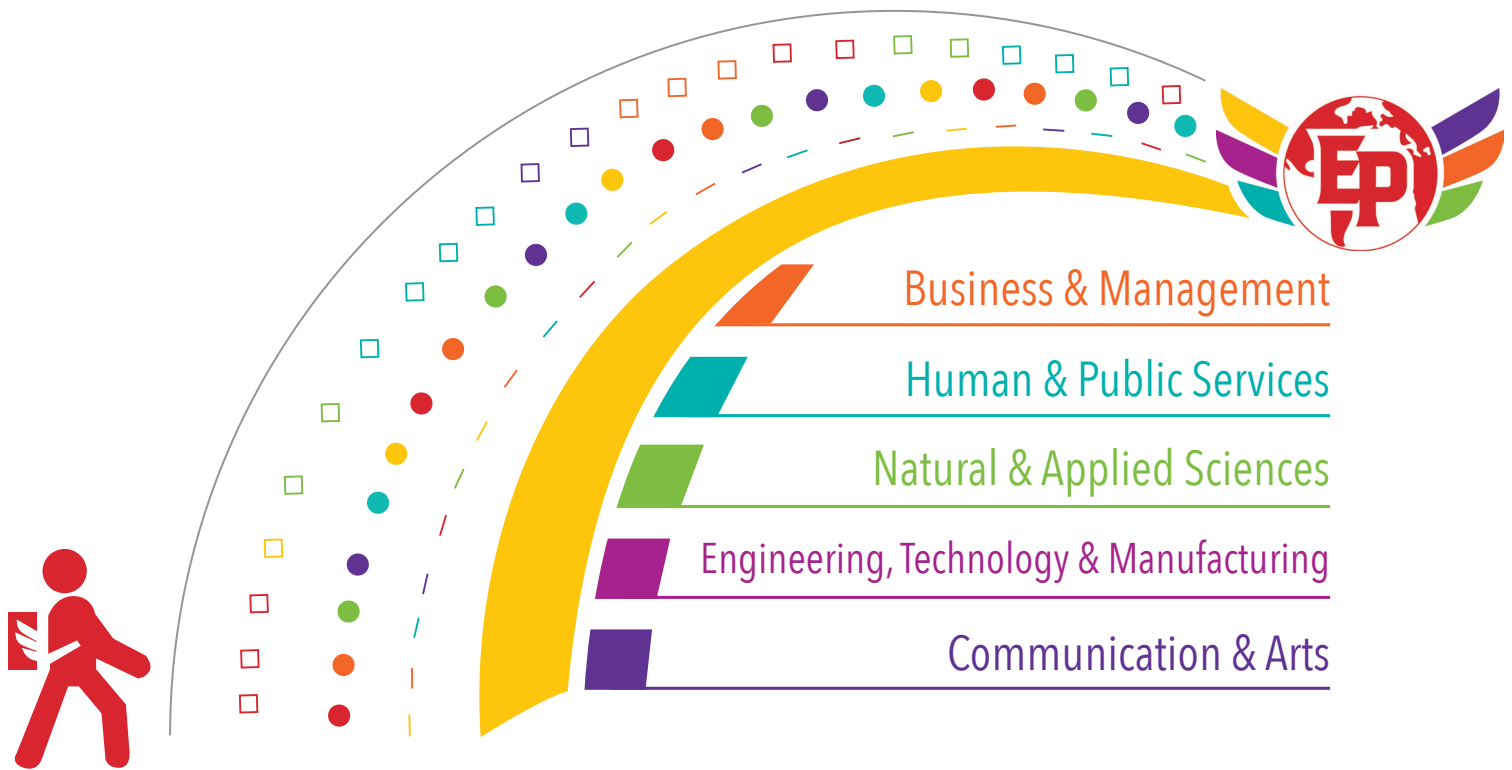 EP
Business & Management
Human & Public Services
Natural & Applied Sciences
Engineering, Technology & Manufacturing
Communication & Arts